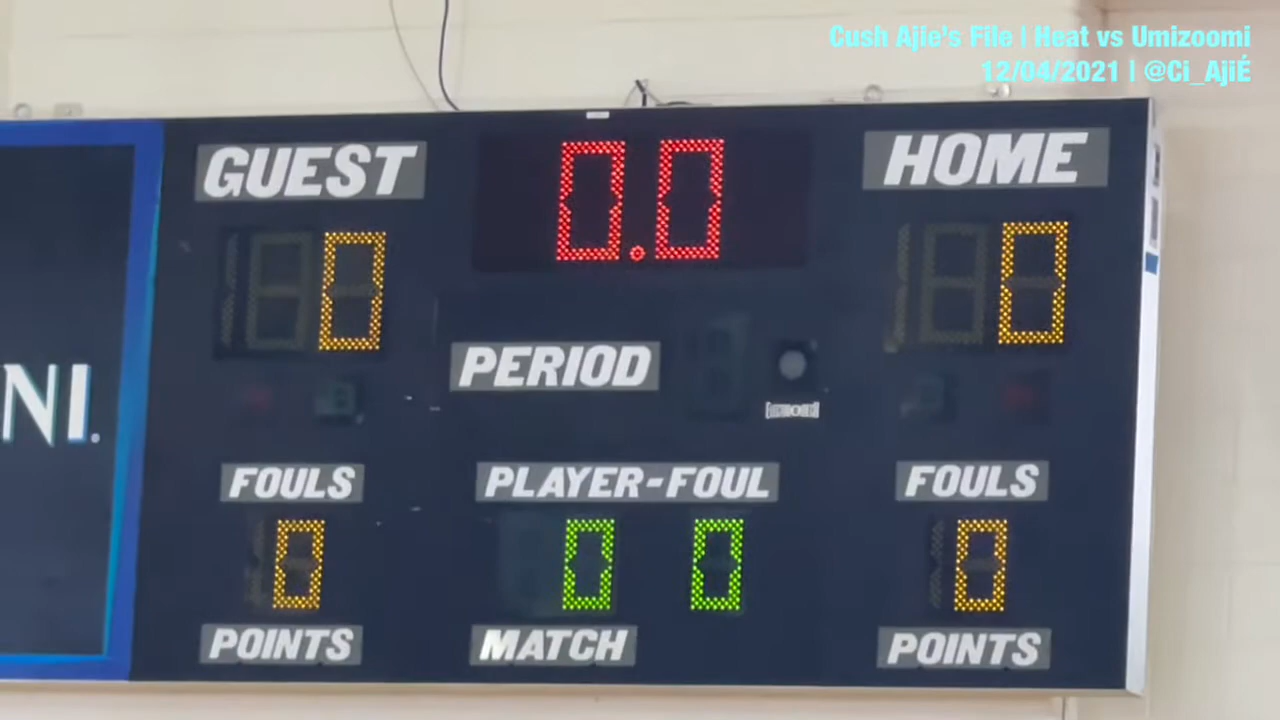 Cush Ajie's File | Heat vs Umizoomi
12/04/2021 | @Ci_AjiÉ
GUEST
0.0
HOME
0
0
PERIOD
NI.
FOULS
PLAYER-FOUL
FOULS
0
0 0
0
POINTS
MATCH
POINTS